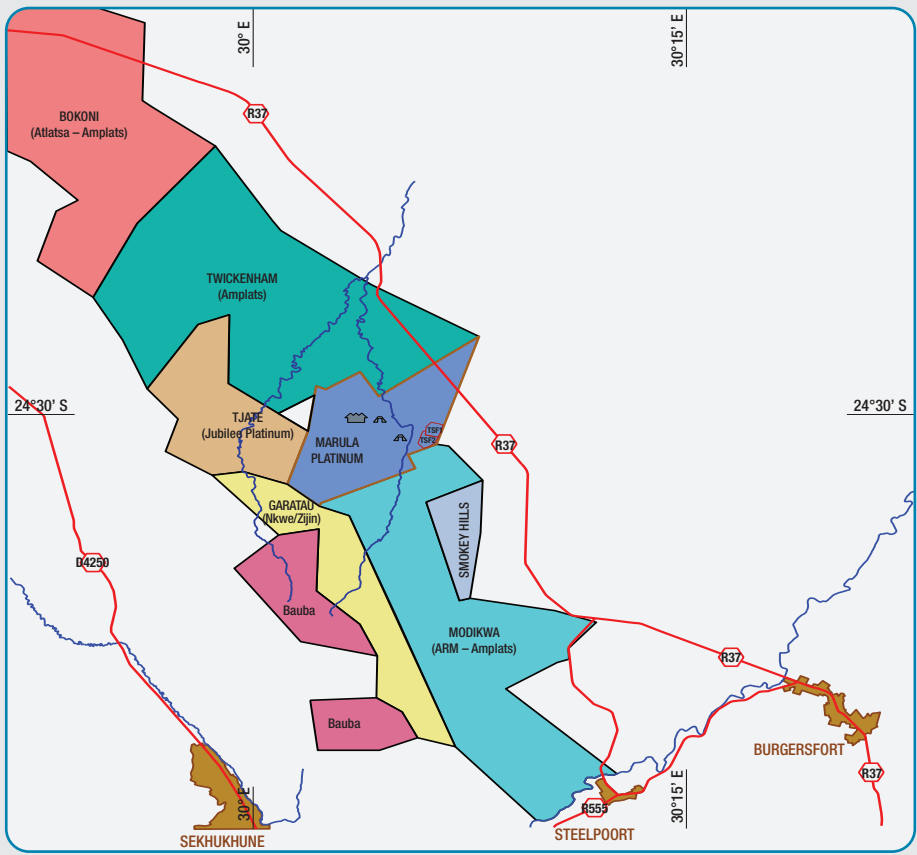 30° E
30°15' E
R37
BOKONI
(Atlatsa – Amplats)
TWICKENHAM
(Amplats)
24°30' S
24°30' S
TJATE
(Jubilee Platinum)
MARULA
PLATINUM
TSF1
TSF2
R37
GARATAU
(Nkwe/Zijin)
SMOKEY HILLS
D4250
Bauba
MODIKWA
(ARM – Amplats)
R37
Bauba
BURGERSFORT
R37
30° E
30°15' E
R555
STEELPOORT
SEKHUKHUNE